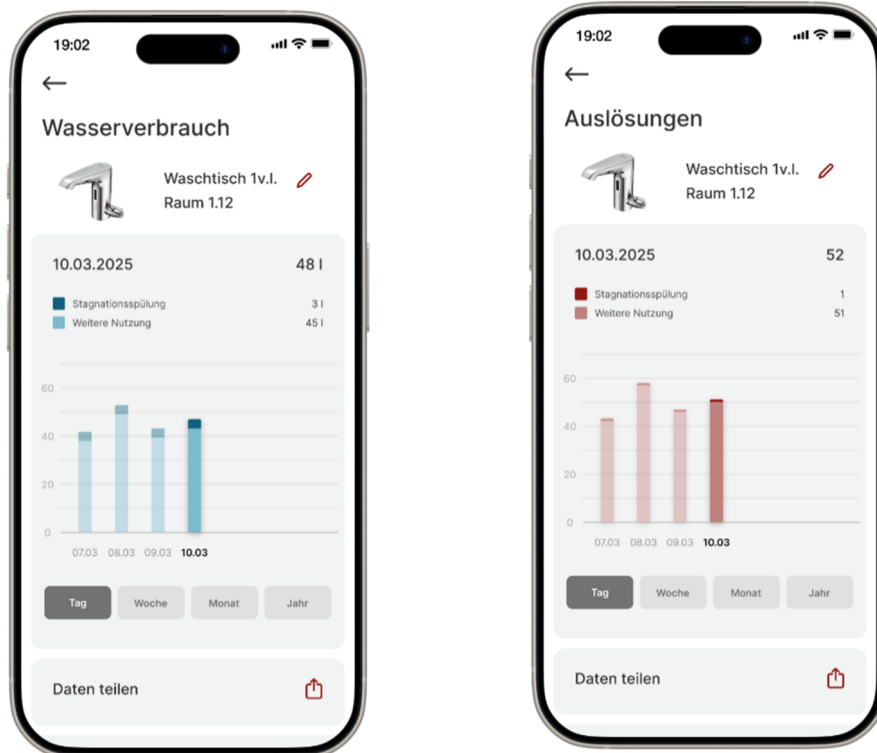 19:02
Wasserverbrauch
Waschtisch 1v.l.
Raum 1.12
10.03.2025 48 l
Stagnationsspülung 3 l
Weitere Nutzung 45 l
60
40
20
0
07.03 08.03 09.03 10.03
Tag Woche Monat Jahr
Daten teilen
19:02
Auslösungen
Waschtisch 1v.l.
Raum 1.12
10.03.2025 52
Stagnationsspülung 1
Weitere Nutzung 51
60
40
20
0
07.03 08.03 09.03 10.03
Tag Woche Monat Jahr
Daten teilen